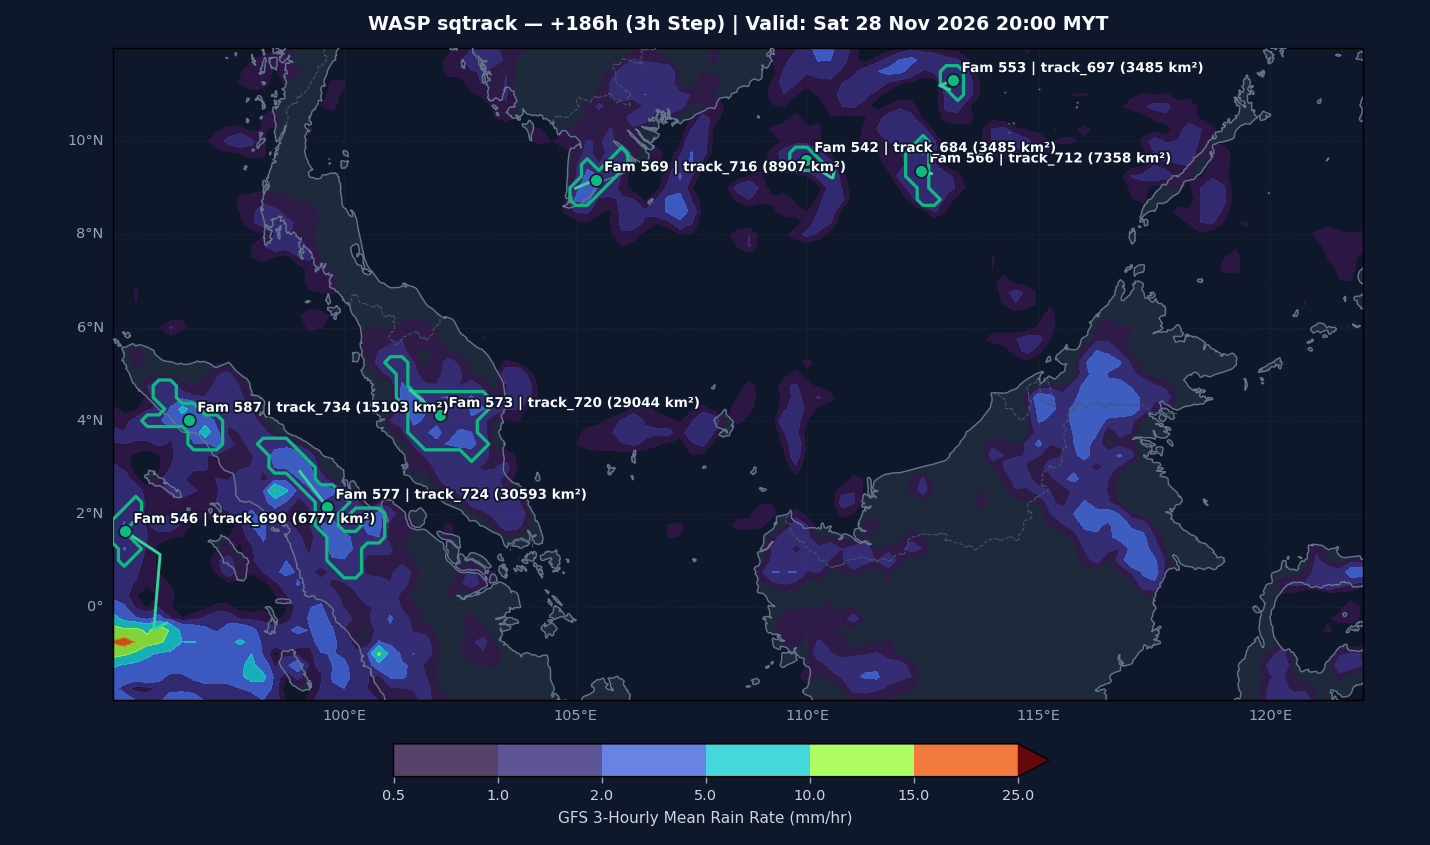 WASP sqtrack — +186h (3h Step) | Valid: Sat 28 Nov 2026 20:00 MYT
Fam 553 | track_697 (3485 km²)
10°N
Fam 542 | track_684 (3485 km²)
Fam 566 | track_712 (7358 km²)
Fam 569 | track_716 (8907 km²)
8°N
6°N
Fam 573 | track_720 (29044 km²)
Fam 587 | track_734 (15103 km²)
4°N
Fam 577 | track_724 (30593 km²)
2°N
Fam 546 | track_690 (6777 km²)
0°
100°E 105°E 110°E 115°E 120°E
0.5 1.0 2.0 5.0 10.0 15.0 25.0
GFS 3-Hourly Mean Rain Rate (mm/hr)